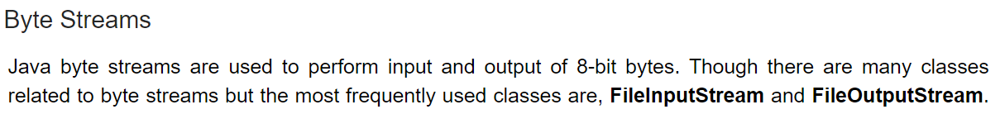 Byte Streams
Java byte streams are used to perform input and output of 8-bit bytes. Though there are many classes
related to byte streams but the most frequently used classes are, FileInputStream and FileOutputStream.